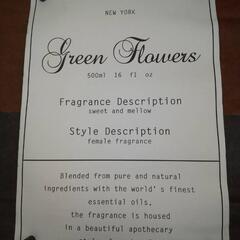 NEW YORK
Green Flowers
500ml 16 fl oz
Fragrance Description
sweet and mellow
Style Description
female fragrance
Blended from pure and natural
ingredients with the world's finest
essential oils,
the fragrance is housed
in a beautiful apothecary